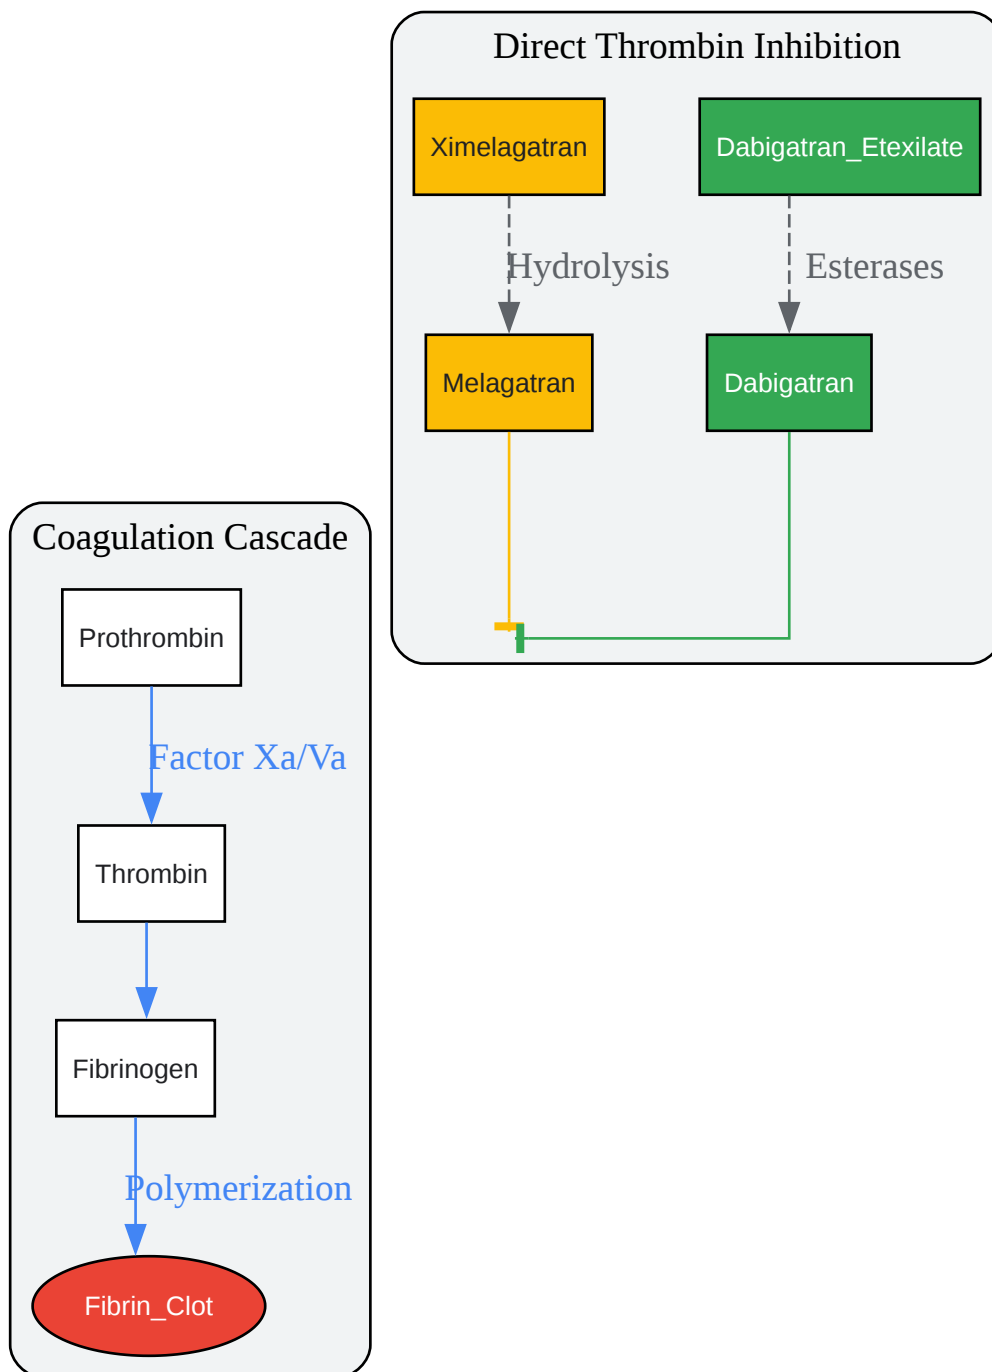 Direct Thrombin Inhibition
Ximelagatran
Dabigatran_Etexilate
Hydrolysis
Esterases
Melagatran
Dabigatran
Coagulation Cascade
Prothrombin
Factor Xa/Va
Thrombin
Fibrinogen
Polymerization
Fibrin_Clot